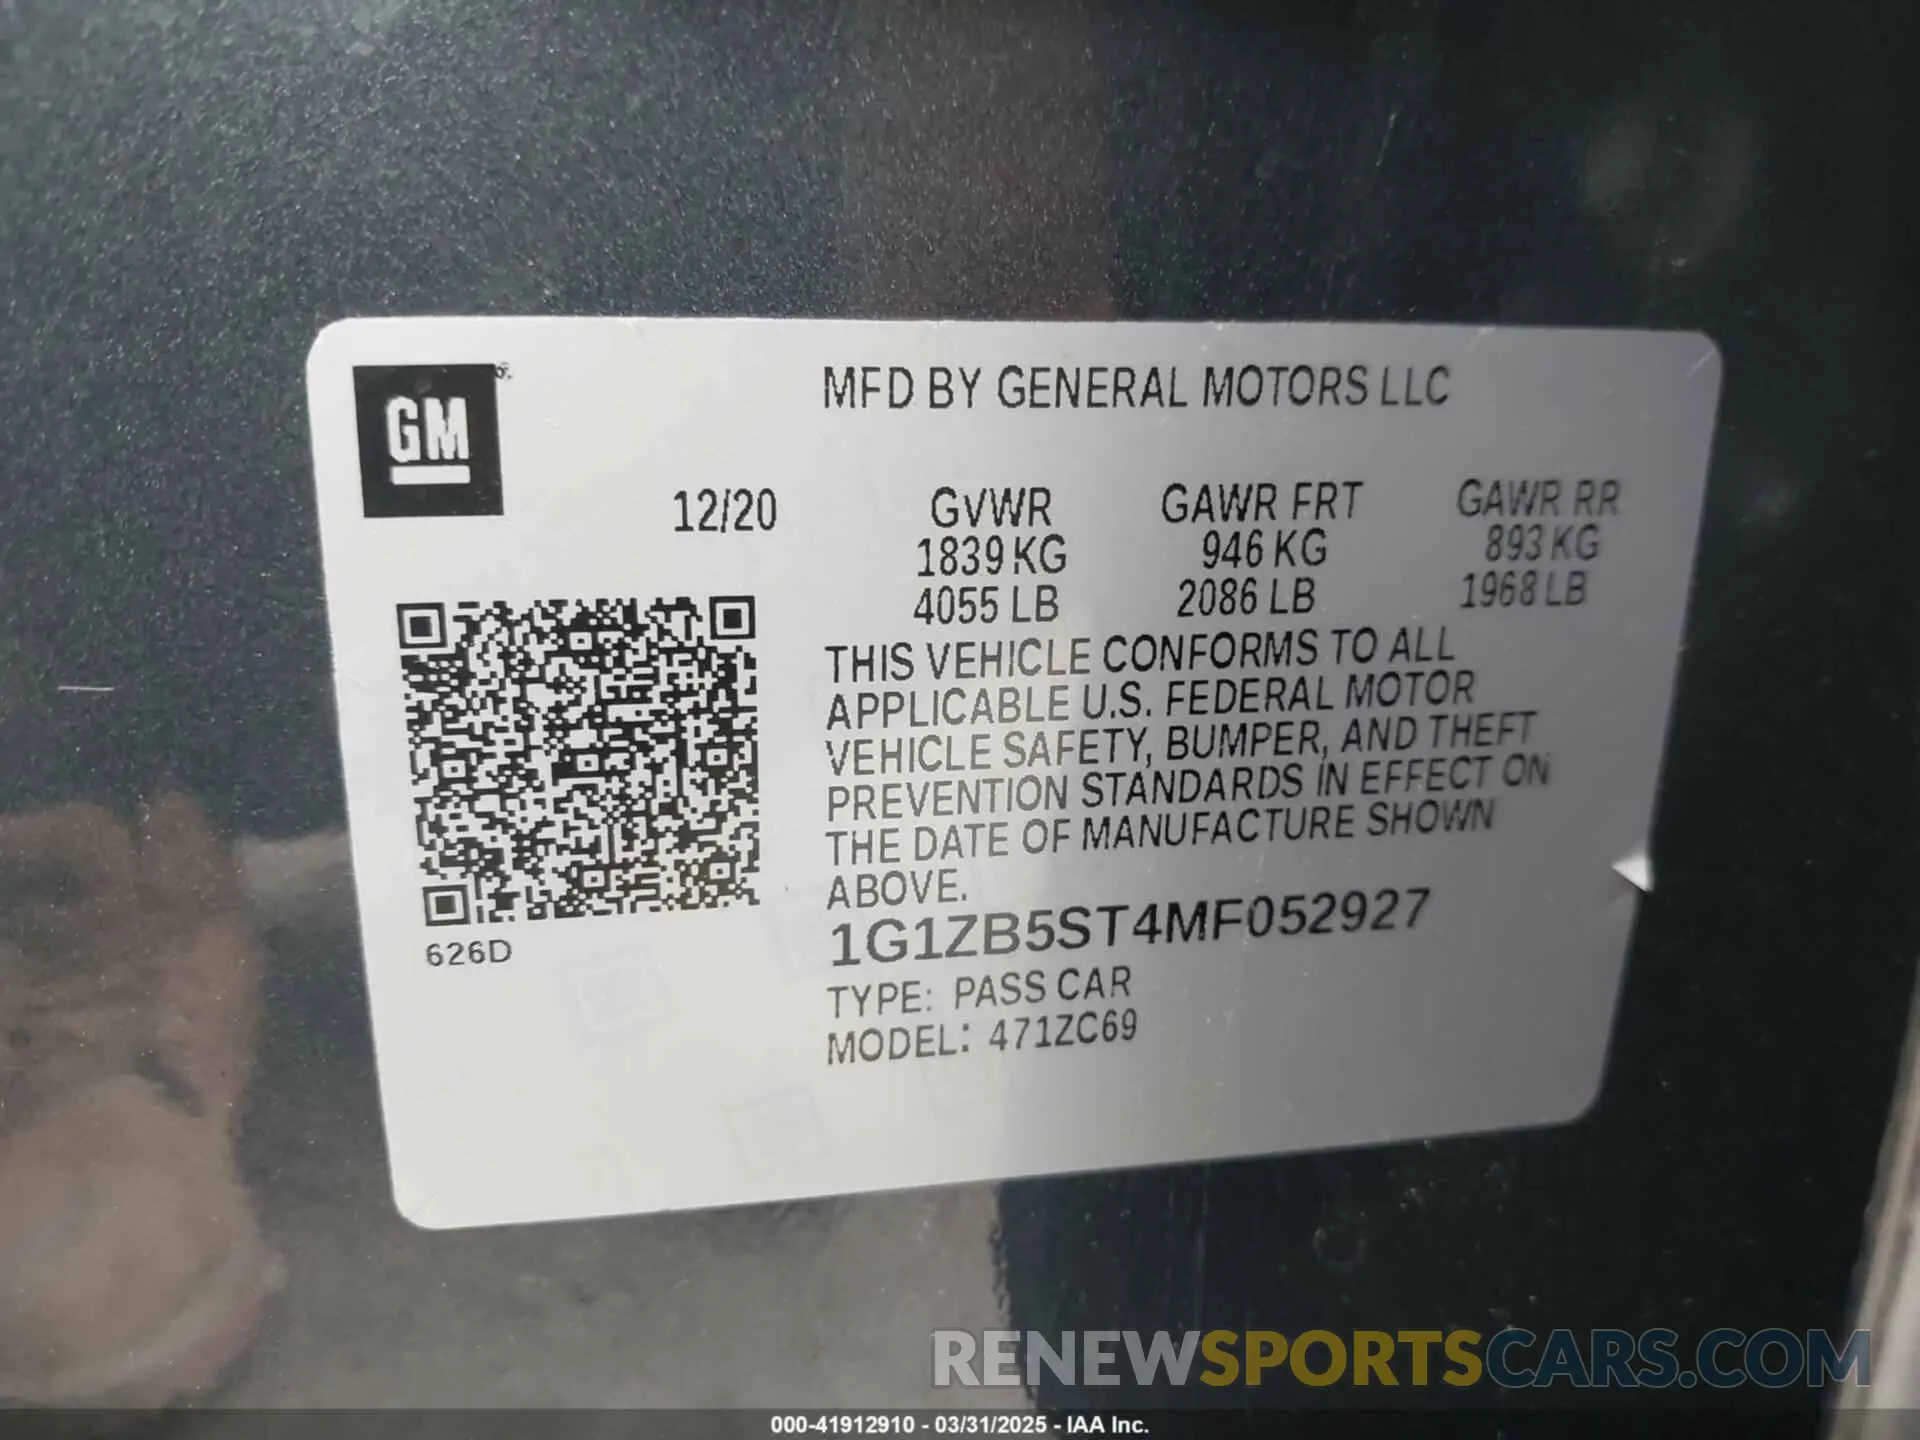 GM
MFD BY GENERAL MOTORS LLC
12/20 GVWR GAWR FRT GAWR RR
1839 KG 946 KG 893 KG
4055 LB 2086 LB 1968 LB
THIS VEHICLE CONFORMS TO ALL
APPLICABLE U.S. FEDERAL MOTOR
VEHICLE SAFETY, BUMPER, AND THEFT
PREVENTION STANDARDS IN EFFECT ON
THE DATE OF MANUFACTURE SHOWN
ABOVE.
626D
1G1ZB5ST4MF052927
TYPE: PASS CAR
MODEL: 471ZC69
RENEWSPORTSCARS.COM
000-41912910 - 03/31/2025 - IAA Inc.